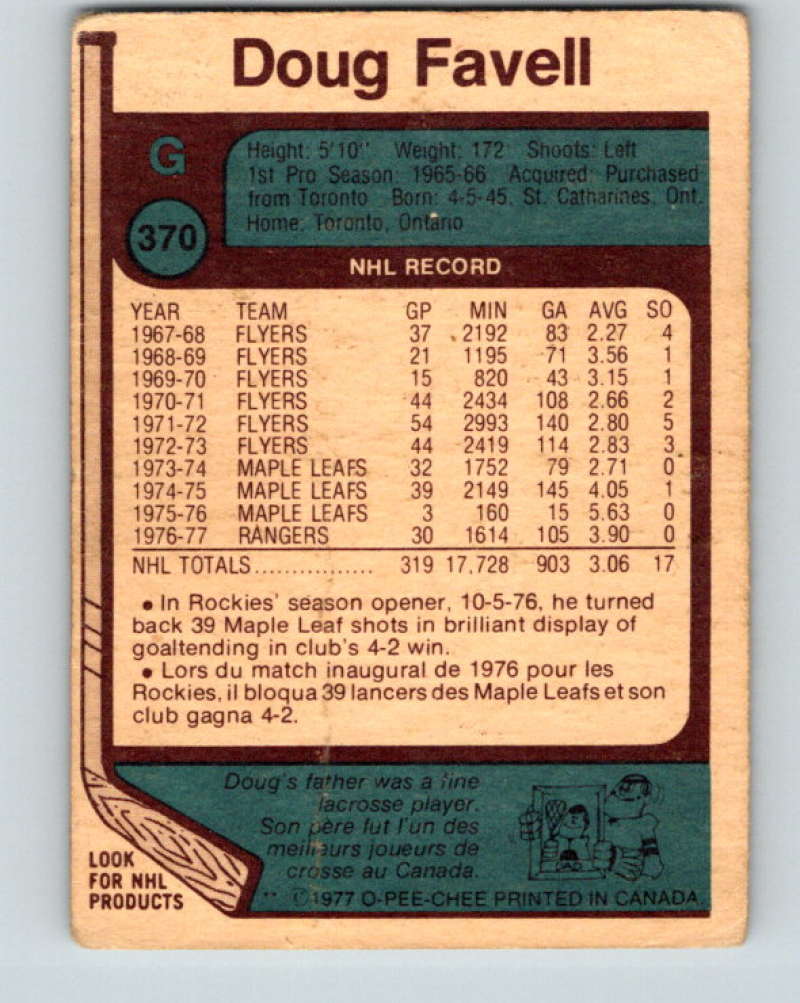 Doug Favell
G
Height: 5'10" Weight: 172 Shoots: Left
1st Pro Season: 1965-66 Acquired: Purchased
from Toronto Born: 4-5-45, St. Catharines, Ont.
Home: Toronto, Ontario
370
NHL RECORD
YEAR TEAM GP MIN GA AVG SO
1967-68 FLYERS 37 2192 83 2.27 4
1968-69 FLYERS 21 1195 71 3.56 1
1969-70 FLYERS 15 820 43 3.15 1
1970-71 FLYERS 44 2434 108 2.66 2
1971-72 FLYERS 54 2993 140 2.80 5
1972-73 FLYERS 44 2419 114 2.83 3
1973-74 MAPLE LEAFS 32 1752 79 2.71 0
1974-75 MAPLE LEAFS 39 2149 145 4.05 1
1975-76 MAPLE LEAFS 3 160 15 5.63 0
1976-77 RANGERS 30 1614 105 3.90 0
NHL TOTALS................ 319 17,728 903 3.06 17
• In Rockies' season opener, 10-5-76, he turned
back 39 Maple Leaf shots in brilliant display of
goaltending in club's 4-2 win.
• Lors du match inaugural de 1976 pour les
Rockies, il bloqua 39 lancers des Maple Leafs et son
club gagna 4-2.
Doug's father was a fine
lacrosse player.
Son père fut l'un des
meilleurs joueurs de
crosse au Canada.
DAD
LOOK
FOR NHL
PRODUCTS
** © 1977 O-PEE-CHEE PRINTED IN CANADA